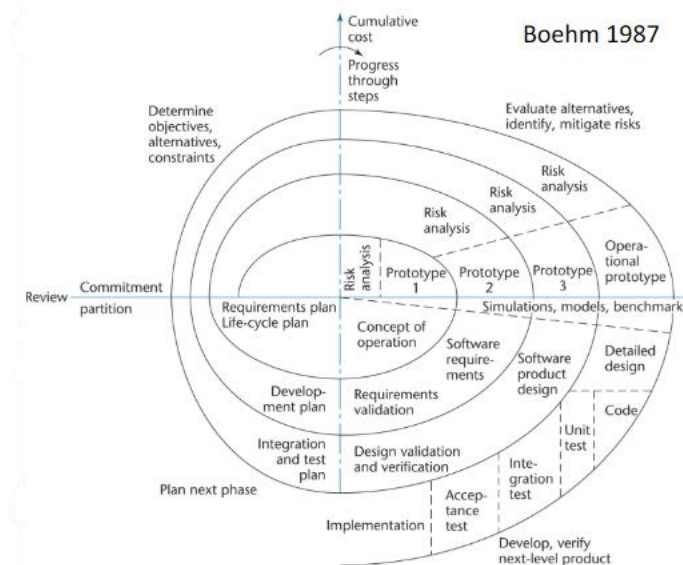 Cumulative
cost
Boehm 1987
Progress
through
steps
Determine
objectives,
alternatives,
constraints
Evaluate alternatives,
identify, mitigate risks
Risk
analysis
Risk
analysis
Risk
analysis
Risk
analysis
Prototype
1
Prototype
2
Prototype
3
Opera-
tional
prototype
Review
Commitment
partition
Requirements plan
Life-cycle plan
Simulations, models, benchmark
Concept of
operation
Software
require-
ments
Software
product
design
Detailed
design
Develop-
ment plan
Requirements
validation
Code
Unit
test
Integration
and test
plan
Design validation
and verification
Inte-
gration
test
Accep-
tance
test
Implementation
Plan next phase
Develop, verify
next-level product